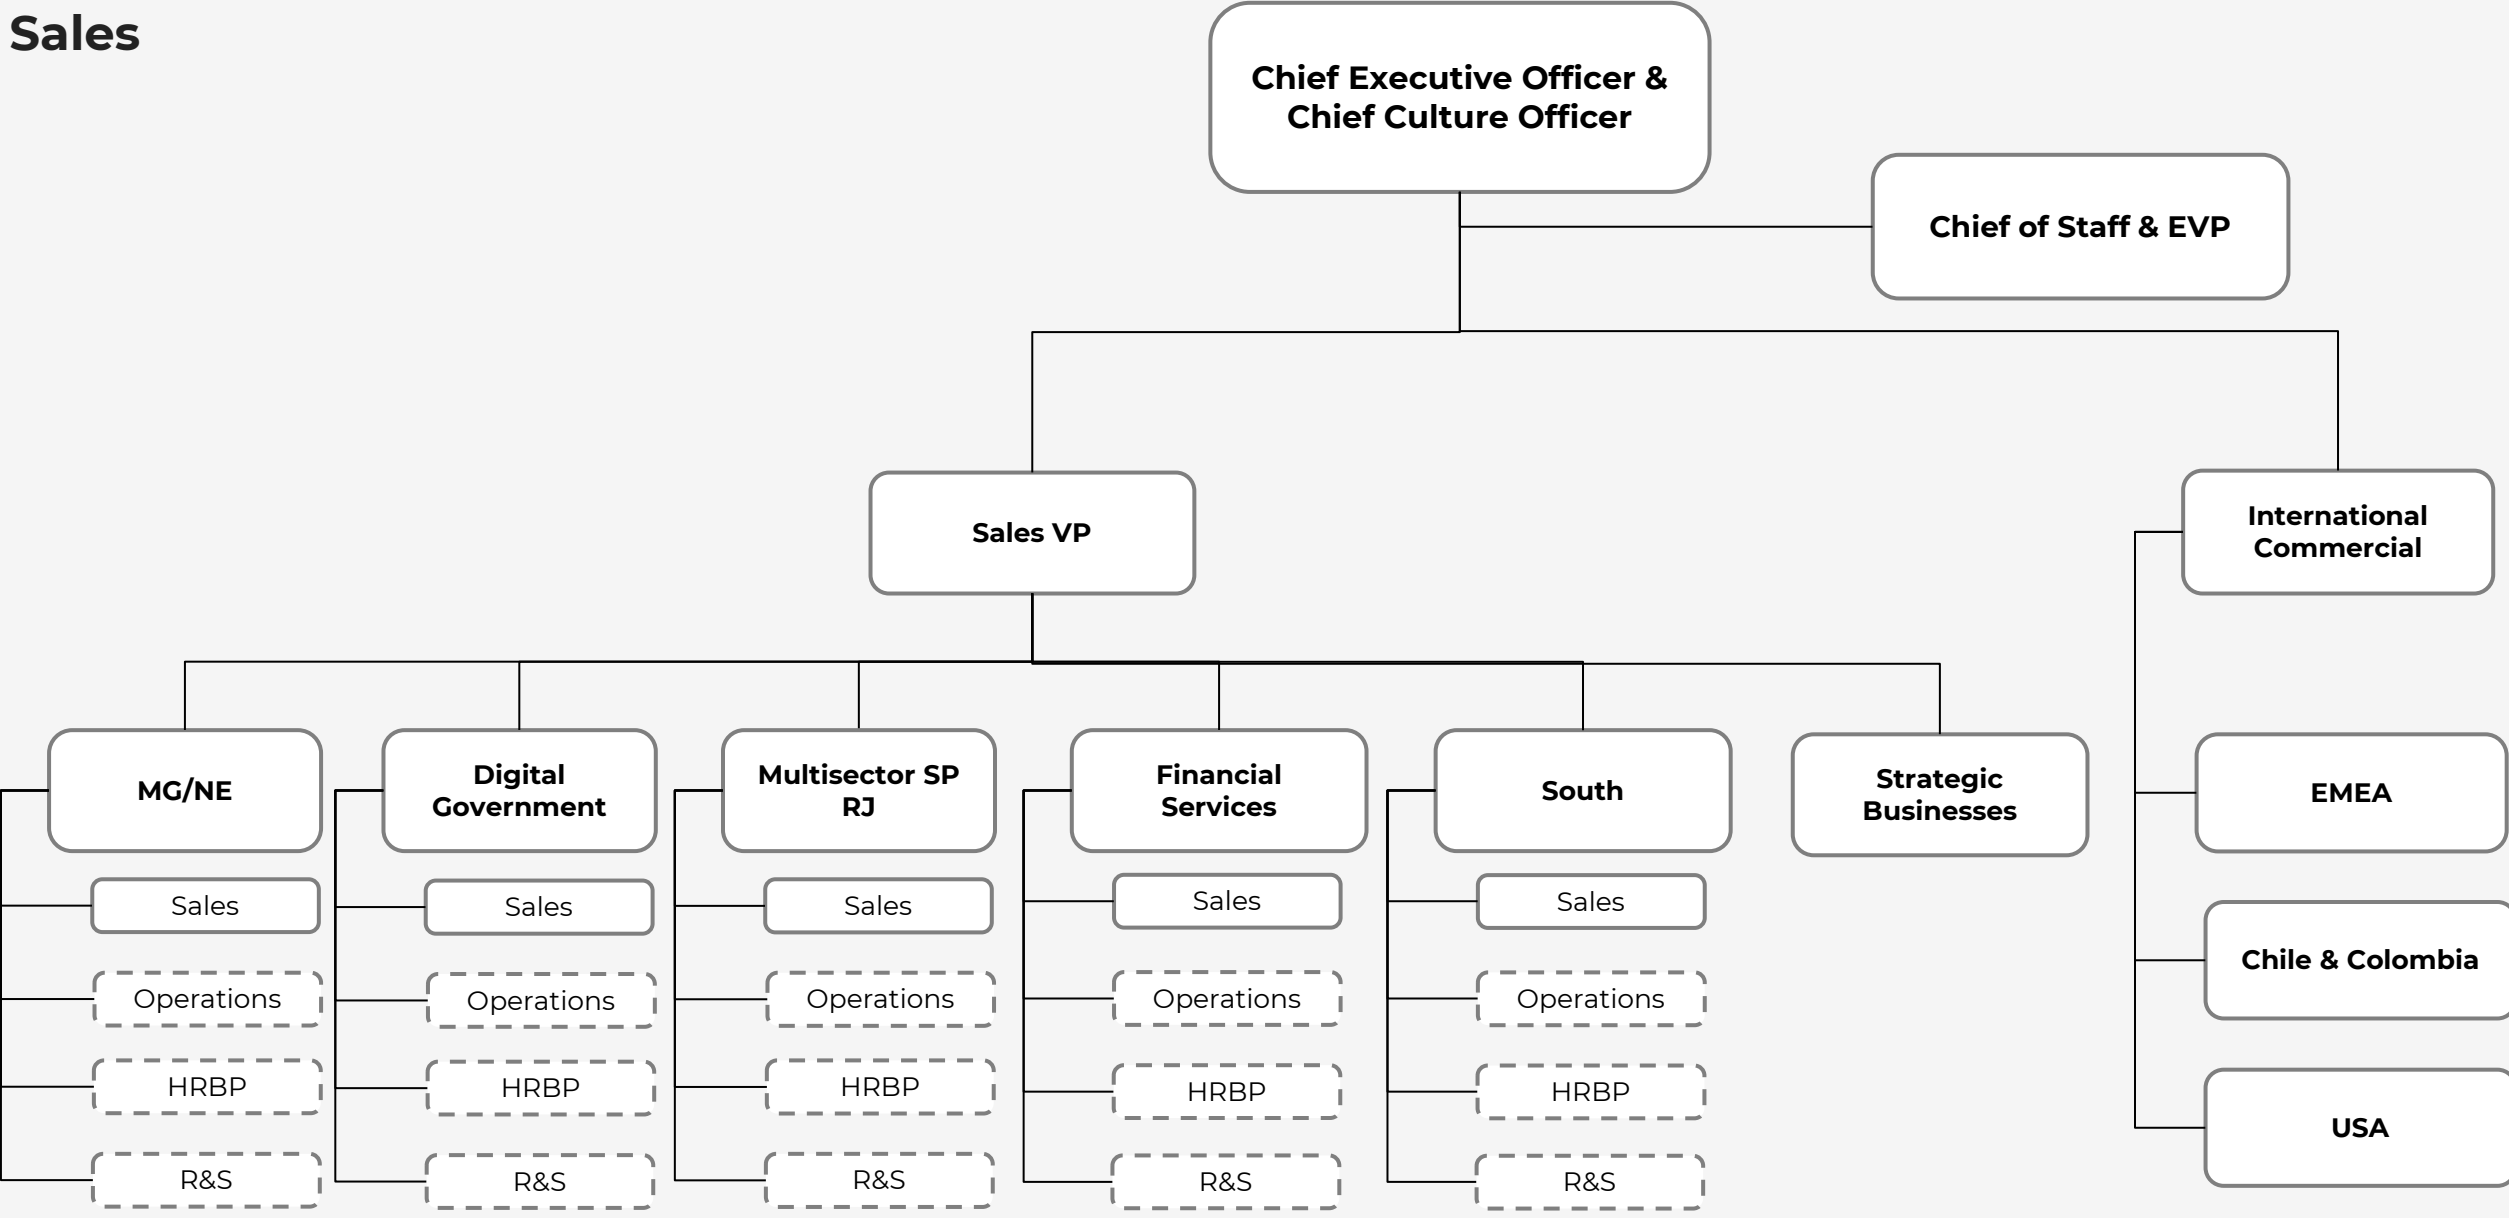 Sales
Chief Executive Officer &
Chief Culture Officer
Chief of Staff & EVP
Sales VP
International
Commercial
MG/NE
Sales
Operations
HRBP
R&S
Digital
Government
Sales
Operations
HRBP
R&S
Multisector SP
RJ
Sales
Operations
HRBP
R&S
Financial
Services
Sales
Operations
HRBP
R&S
South
Sales
Operations
HRBP
R&S
Strategic
Businesses
EMEA
Chile & Colombia
USA